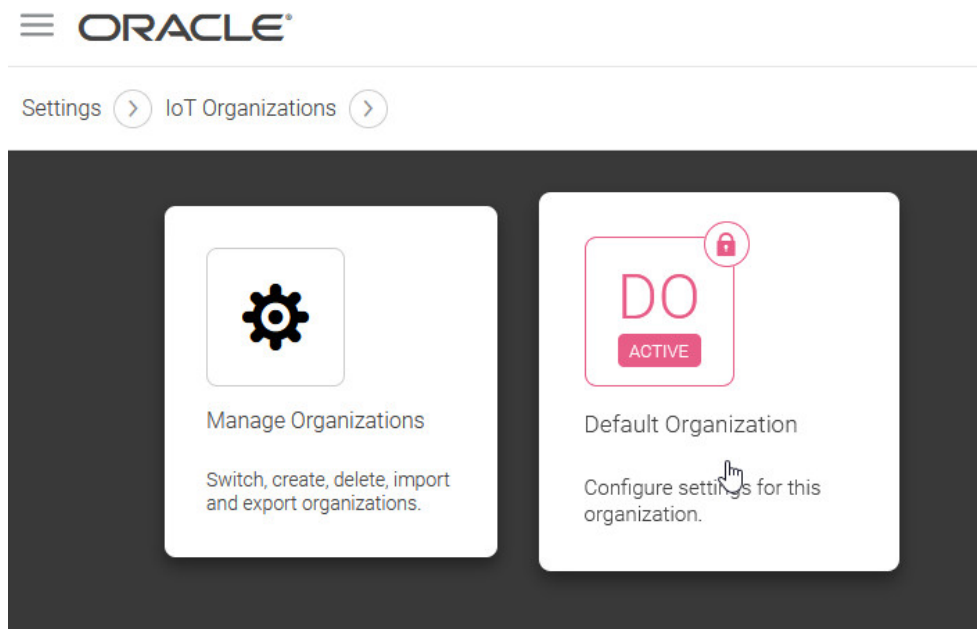 ORACLE®
Settings > IoT Organizations >
DO
ACTIVE
Manage Organizations
Switch, create, delete, import
and export organizations.
Default Organization
Configure settings for this
organization.